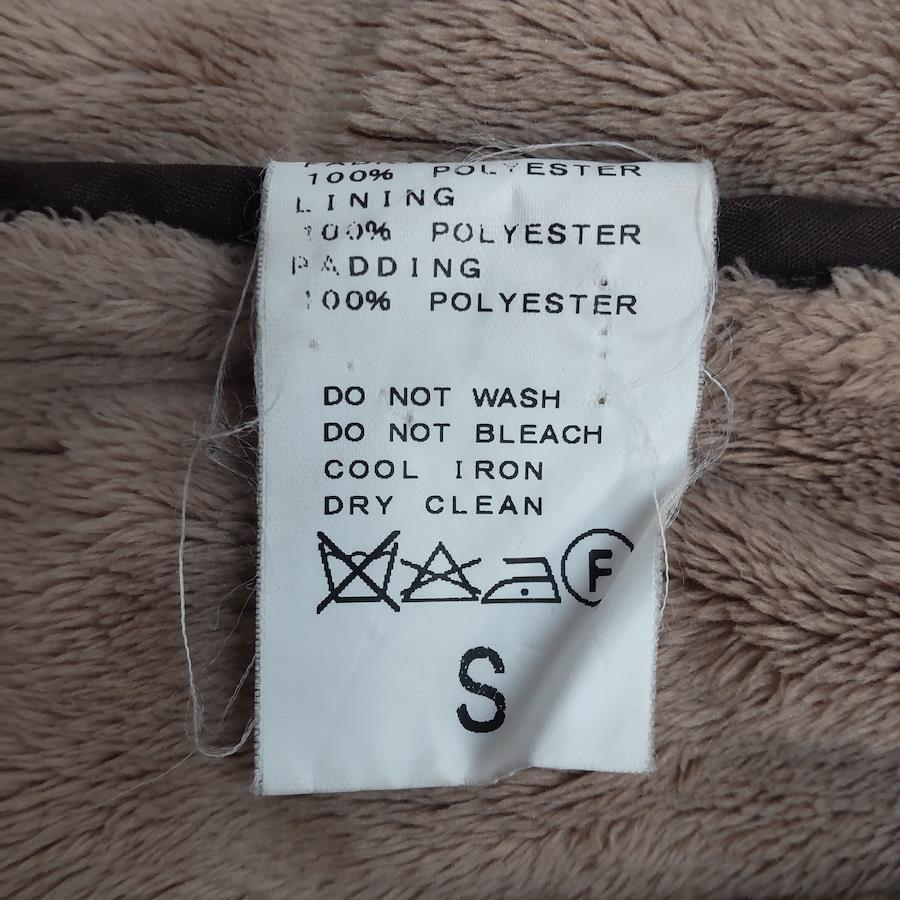 100% POLYESTER
LINING
100% POLYESTER
PADDING
100% POLYESTER
DO NOT WASH
DO NOT BLEACH
COOL IRON
DRY CLEAN
F
S